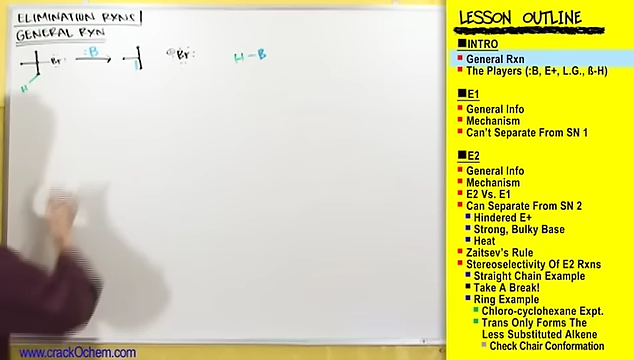 ELIMINATION RXNS
GENERAL RXN
:B
Br
H
⊖:Br:
H-B
www.crackOchem.com
LESSON OUTLINE
INTRO
General Rxn
The Players (:B, E+, L.G., ß-H)
E1
General Info
Mechanism
Can't Separate From SN 1
E2
General Info
Mechanism
E2 Vs. E1
Can Separate From SN 2
Hindered E+
Strong, Bulky Base
Heat
Zaitsev's Rule
Stereoselectivity Of E2 Rxns
Straight Chain Example
Take A Break!
Ring Example
Chloro-cyclohexane Expt.
Trans Only Forms The
Less Substituted Alkene
Check Chair Conformation